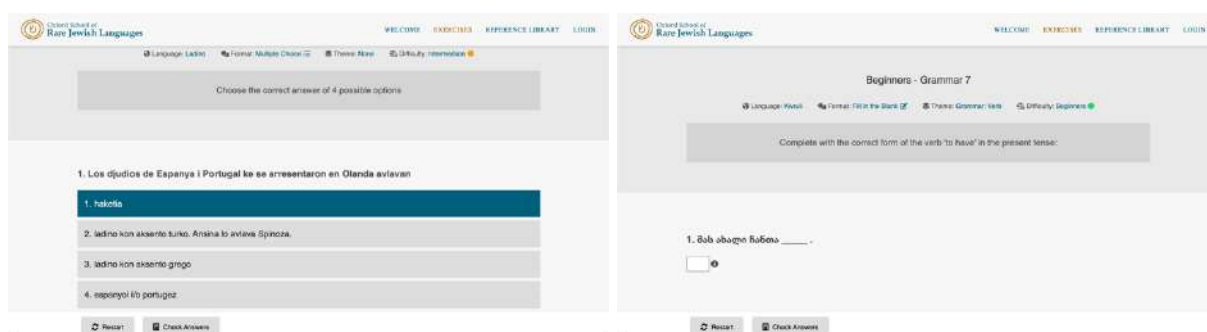 Oxford School of
Rare Jewish Languages
WELCOME EXERCISES REFERENCE LIBRARY LOGIN
Language: Ladino Format: Multiple Choice Theme: None Difficulty: Intermediate
Choose the correct answer of 4 possible options
1. Los djudios de Espanya i Portugal ke se arresentaron en Olanda avlavan
1. haketia
2. ladino kon aksento turko. Ansina lo avlava Spinoza.
3. ladino kon aksento grego
4. espanyol i/o portugez
Restart Check Answers
Oxford School of
Rare Jewish Languages
WELCOME EXERCISES REFERENCE LIBRARY LOGIN
Beginners - Grammar 7
Language: Kivruli Format: Fill in the Blank Theme: Grammar: Verb Difficulty: Beginners
Complete with the correct form of the verb 'to have' in the present tense:
1. მას ახალი ჩანთა _____ .
Restart Check Answers